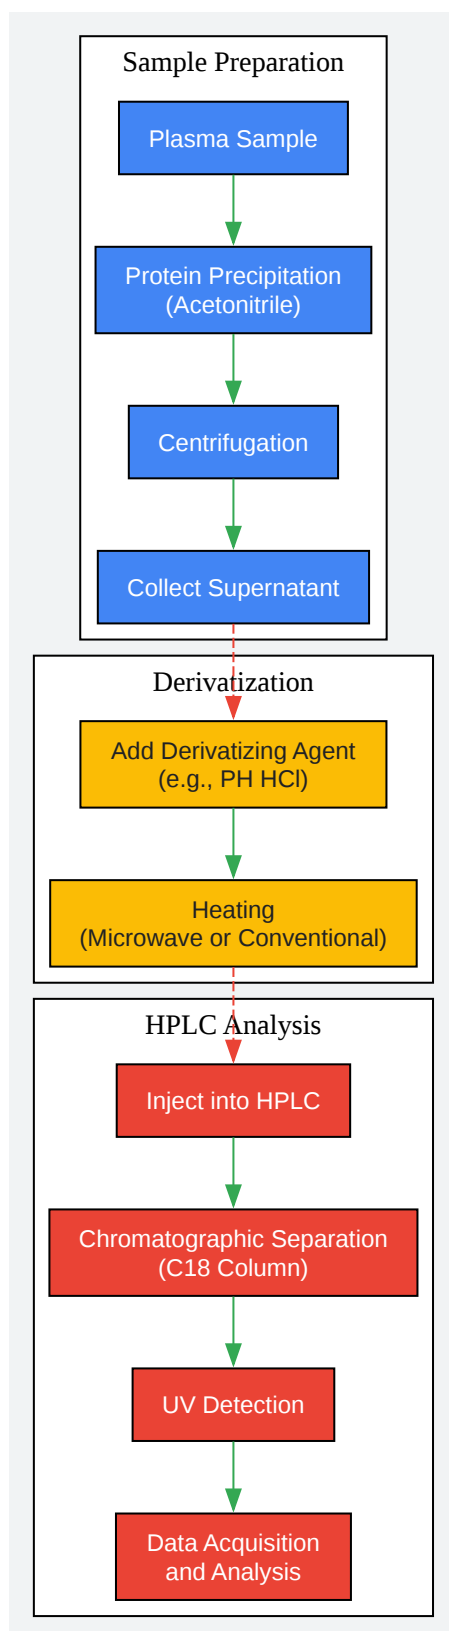 Sample Preparation
Plasma Sample
Protein Precipitation
(Acetonitrile)
Centrifugation
Collect Supernatant
Derivatization
Add Derivatizing Agent
(e.g., PH HCl)
Heating
(Microwave or Conventional)
HPLC Analysis
Inject into HPLC
Chromatographic Separation
(C18 Column)
UV Detection
Data Acquisition
and Analysis